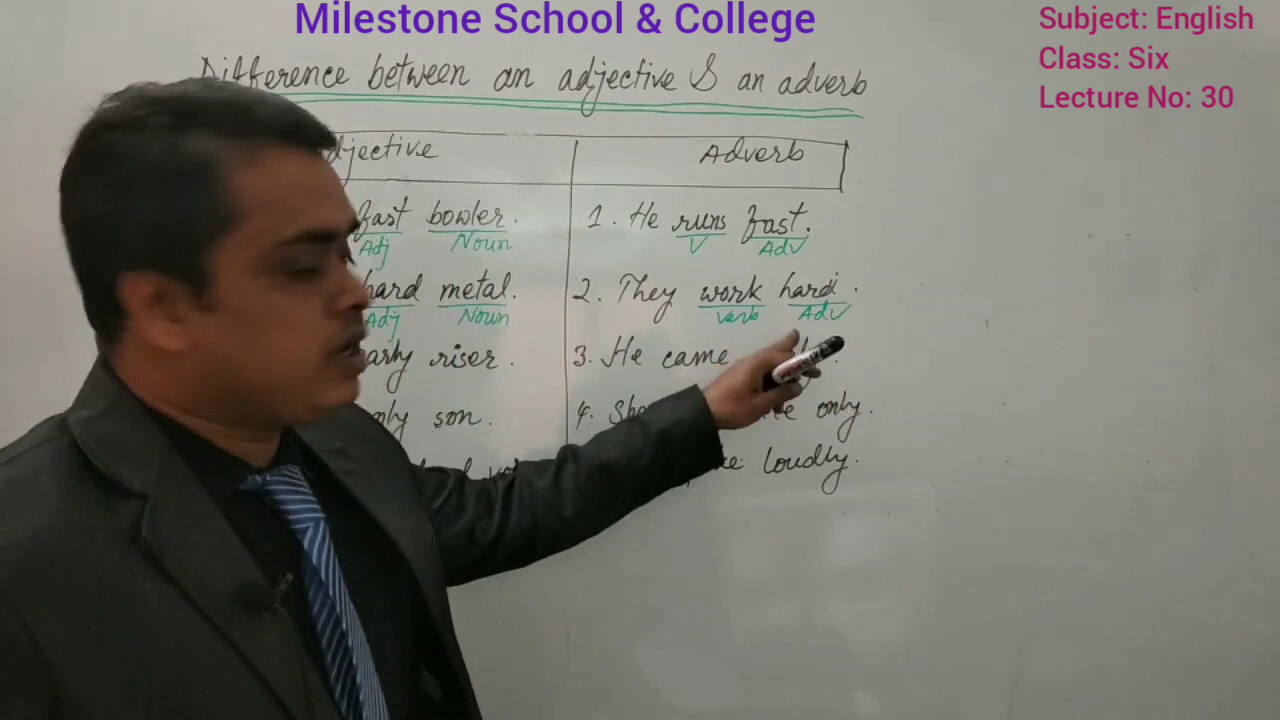 Milestone School & College
Subject: English
Class: Six
Lecture No: 30
Difference between an adjective & an adverb
Adverb
fast bowler.
Adj Noun
1. He runs fast.
V Adv
hard metal.
Adj Noun
2. They work hard.
Verb Adv
riser.
3. He came
son.
4. She only.
loudly.